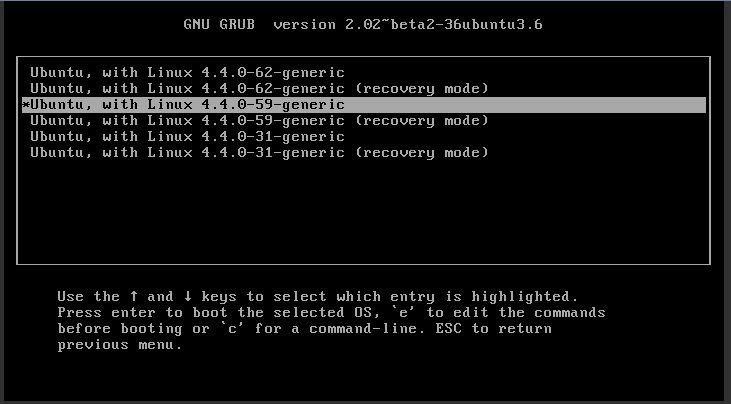 GNU GRUB  version 2.02~beta2-36ubuntu3.6
Ubuntu, with Linux 4.4.0-62-generic
Ubuntu, with Linux 4.4.0-62-generic (recovery mode)
*Ubuntu, with Linux 4.4.0-59-generic
Ubuntu, with Linux 4.4.0-59-generic (recovery mode)
Ubuntu, with Linux 4.4.0-31-generic
Ubuntu, with Linux 4.4.0-31-generic (recovery mode)
Use the ↑ and ↓ keys to select which entry is highlighted.
Press enter to boot the selected OS, `e' to edit the commands
before booting or `c' for a command-line. ESC to return
previous menu.